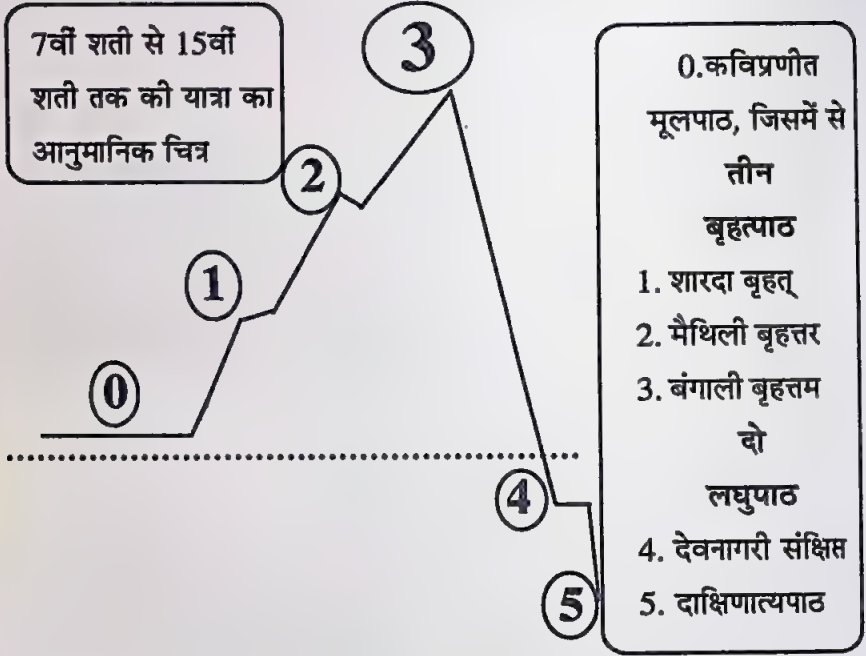 7वीं शती से 15वीं
शती तक की यात्रा का
आनुमानिक चित्र
3
2
1
0
4
5
0.कविप्रणीत
मूलपाठ, जिसमें से
तीन
बृहत्पाठ
1. शारदा बृहत्
2. मैथिली बृहत्तर
3. बंगाली बृहत्तम
दो
लघुपाठ
4. देवनागरी संक्षिप्त
5. दाक्षिणात्यपाठ